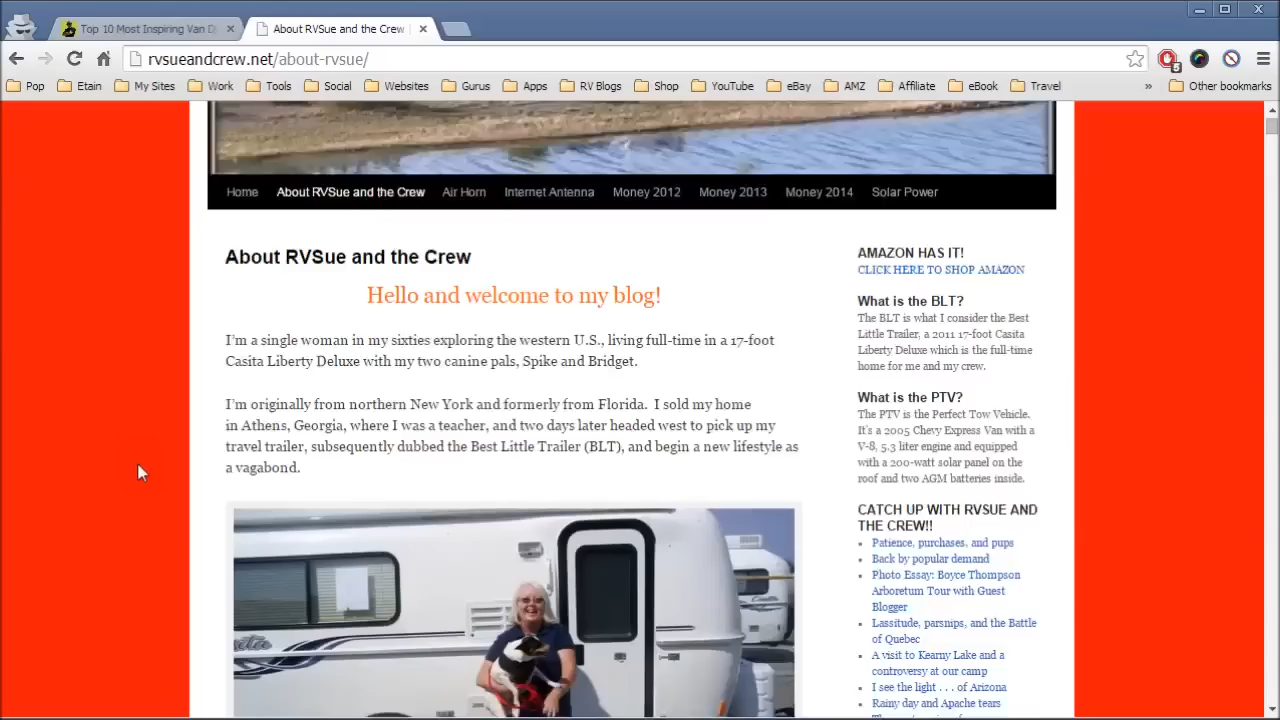 Top 10 Most Inspiring Van D
About RVSue and the Crew
rvsueandcrew.net/about-rvsue/
5
Pop Etain My Sites Work Tools Social Websites Gurus Apps RV Blogs Shop YouTube eBay AMZ Affiliate eBook Travel » Other bookmarks
Home About RVSue and the Crew Air Horn Internet Antenna Money 2012 Money 2013 Money 2014 Solar Power
About RVSue and the Crew
Hello and welcome to my blog!
I'm a single woman in my sixties exploring the western U.S., living full-time in a 17-foot
Casita Liberty Deluxe with my two canine pals, Spike and Bridget.
I'm originally from northern New York and formerly from Florida.  I sold my home
in Athens, Georgia, where I was a teacher, and two days later headed west to pick up my
travel trailer, subsequently dubbed the Best Little Trailer (BLT), and begin a new lifestyle as
a vagabond.
AMAZON HAS IT!
CLICK HERE TO SHOP AMAZON
What is the BLT?
The BLT is what I consider the Best
Little Trailer, a 2011 17-foot Casita
Liberty Deluxe which is the full-time
home for me and my crew.
What is the PTV?
The PTV is the Perfect Tow Vehicle.
It's a 2005 Chevy Express Van with a
V-8, 5.3 liter engine and equipped
with a 200-watt solar panel on the
roof and two AGM batteries inside.
CATCH UP WITH RVSUE AND
THE CREW!!
Patience, purchases, and pups
Back by popular demand
Photo Essay: Boyce Thompson
Arboretum Tour with Guest
Blogger
Lassitude, parsnips, and the Battle
of Quebec
A visit to Kearny Lake and a
controversy at our camp
I see the light . . . of Arizona
Rainy day and Apache tears